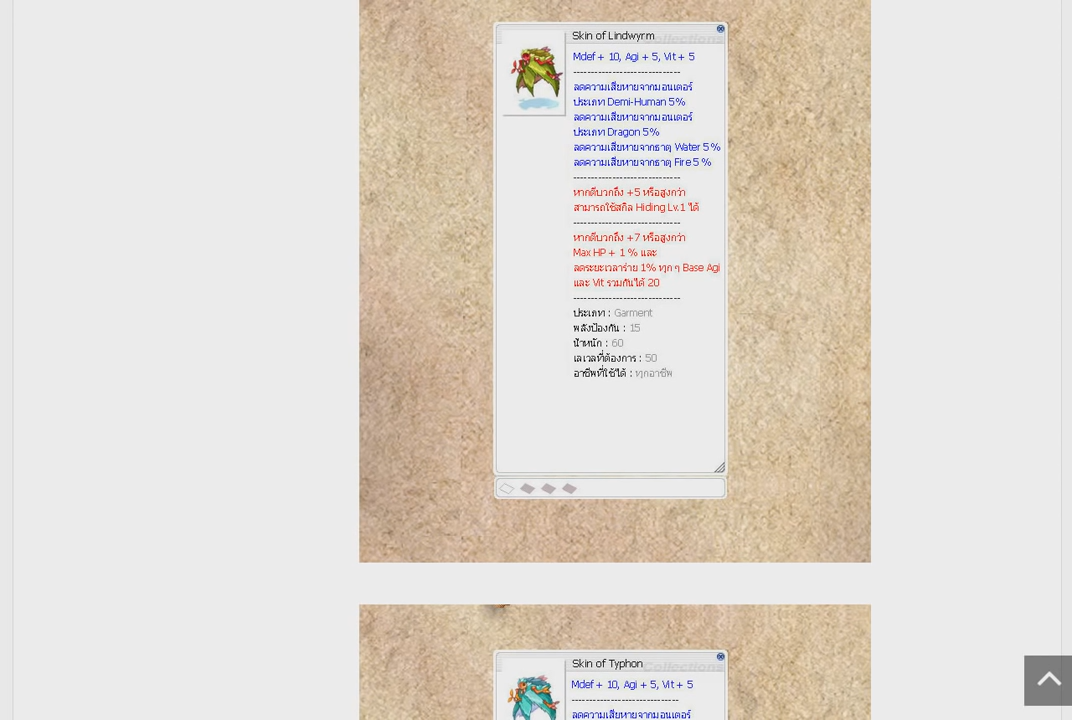 Skin of Lindwyrm
Collections
Mdef + 10, Agi + 5, Vit + 5
------------------------------
ลดความเสียหายจากมอนเตอร์
ประเภท Demi-Human 5%
ลดความเสียหายจากมอนเตอร์
ประเภท Dragon 5%
ลดความเสียหายจากธาตุ Water 5 %
ลดความเสียหายจากธาตุ Fire 5 %
------------------------------
หากตีบวกถึง +5 หรือสูงกว่า
สามารถใช้สกิล Hiding Lv.1 ได้
------------------------------
หากตีบวกถึง +7 หรือสูงกว่า
Max HP + 1 % และ
ลดระยะเวลาร่าย 1% ทุก ๆ Base Agi
และ Vit รวมกันได้ 20
------------------------------
ประเภท : Garment
พลังป้องกัน : 15
น้ำหนัก : 60
เลเวลที่ต้องการ : 50
อาชีพที่ใช้ได้ : ทุกอาชีพ
Skin of Typhon
Collections
Mdef + 10, Agi + 5, Vit + 5
------------------------------
ลดความเสียหายจากมอนเตอร์